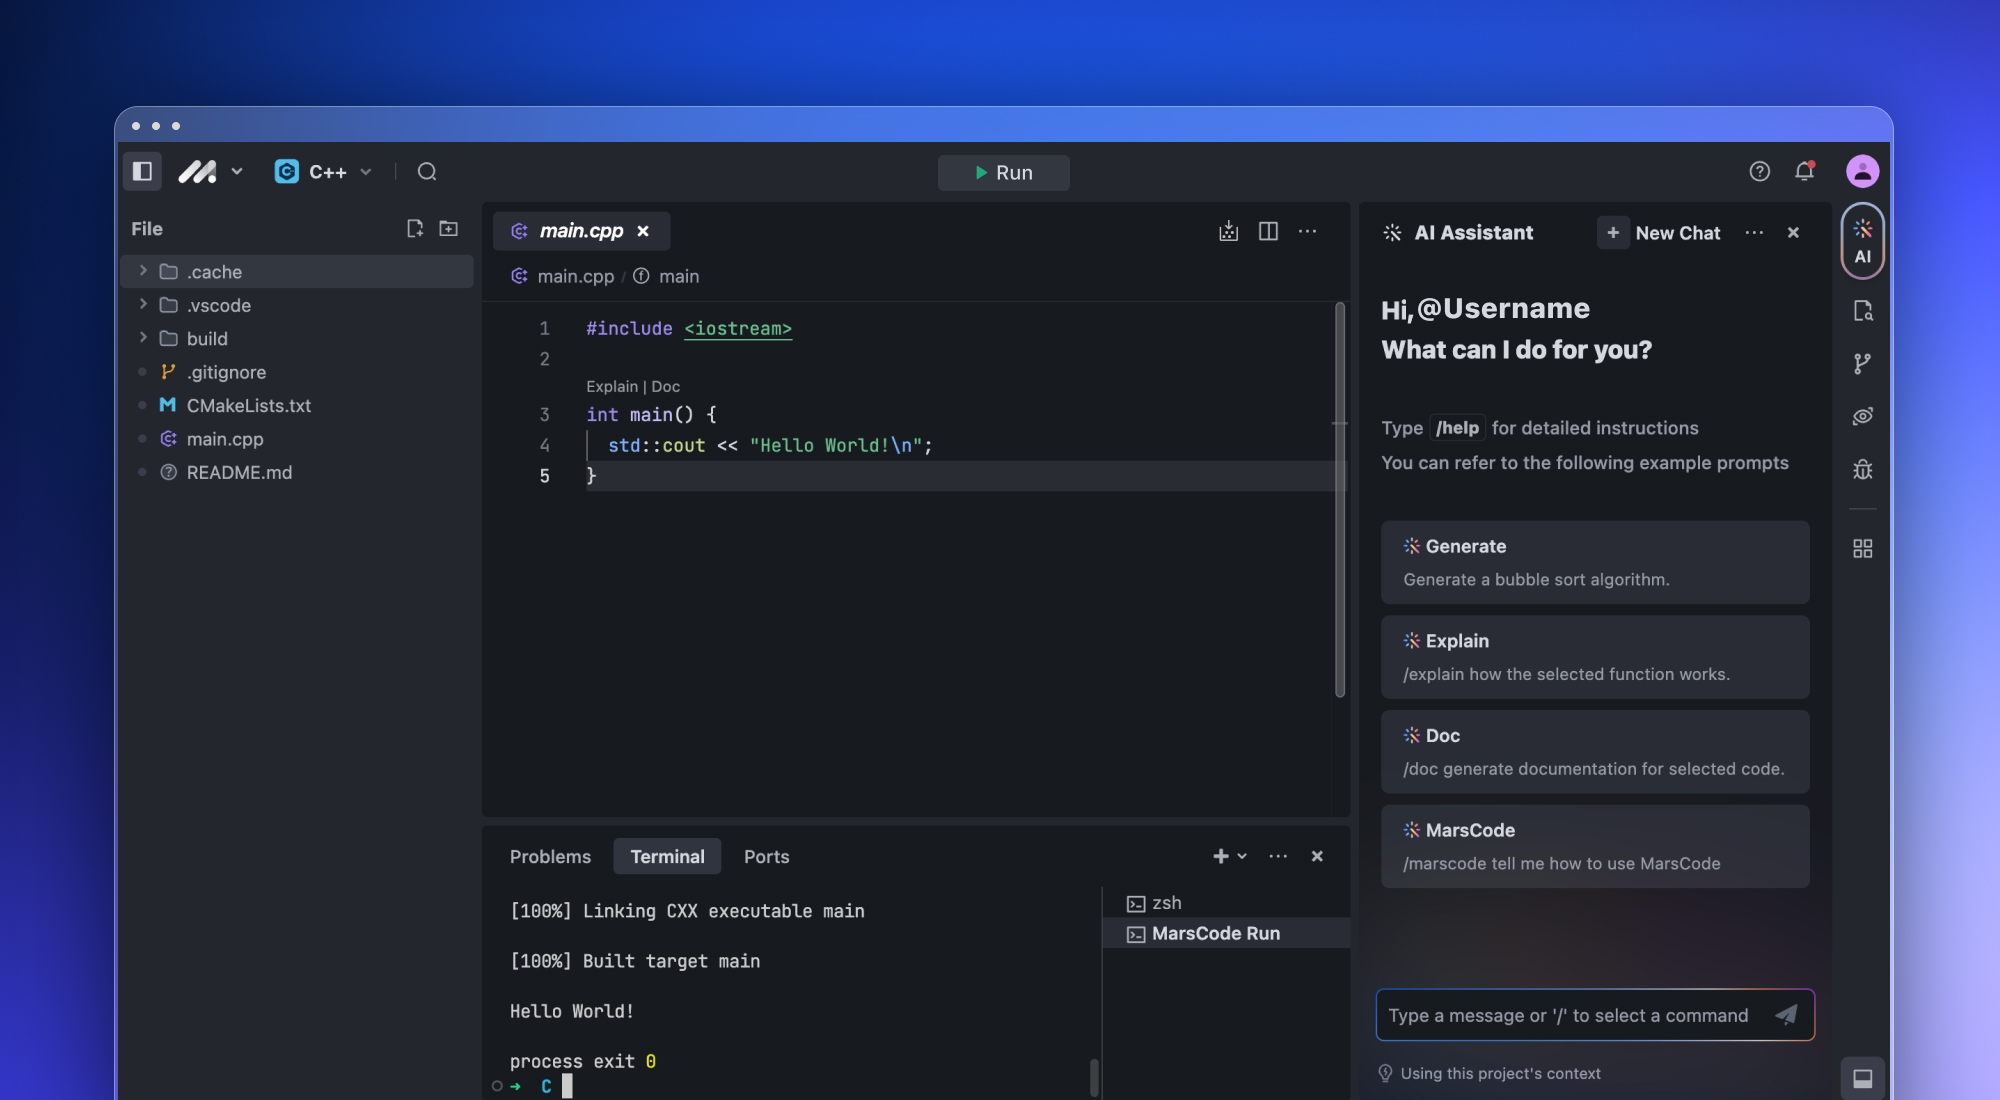 C++
Run
File
.cache
.vscode
build
.gitignore
CMakeLists.txt
main.cpp
README.md
main.cpp
main.cpp / main
1 #include <iostream>
2
Explain | Doc
3 int main() {
4 std::cout << "Hello World!\n";
5 }
Problems Terminal Ports
[100%] Linking CXX executable main
[100%] Built target main
Hello World!
process exit 0
➜ C
zsh
MarsCode Run
AI Assistant
+ New Chat
Hi,@Username
What can I do for you?
Type /help for detailed instructions
You can refer to the following example prompts
Generate
Generate a bubble sort algorithm.
Explain
/explain how the selected function works.
Doc
/doc generate documentation for selected code.
MarsCode
/marscode tell me how to use MarsCode
Type a message or '/' to select a command
Using this project's context
AI